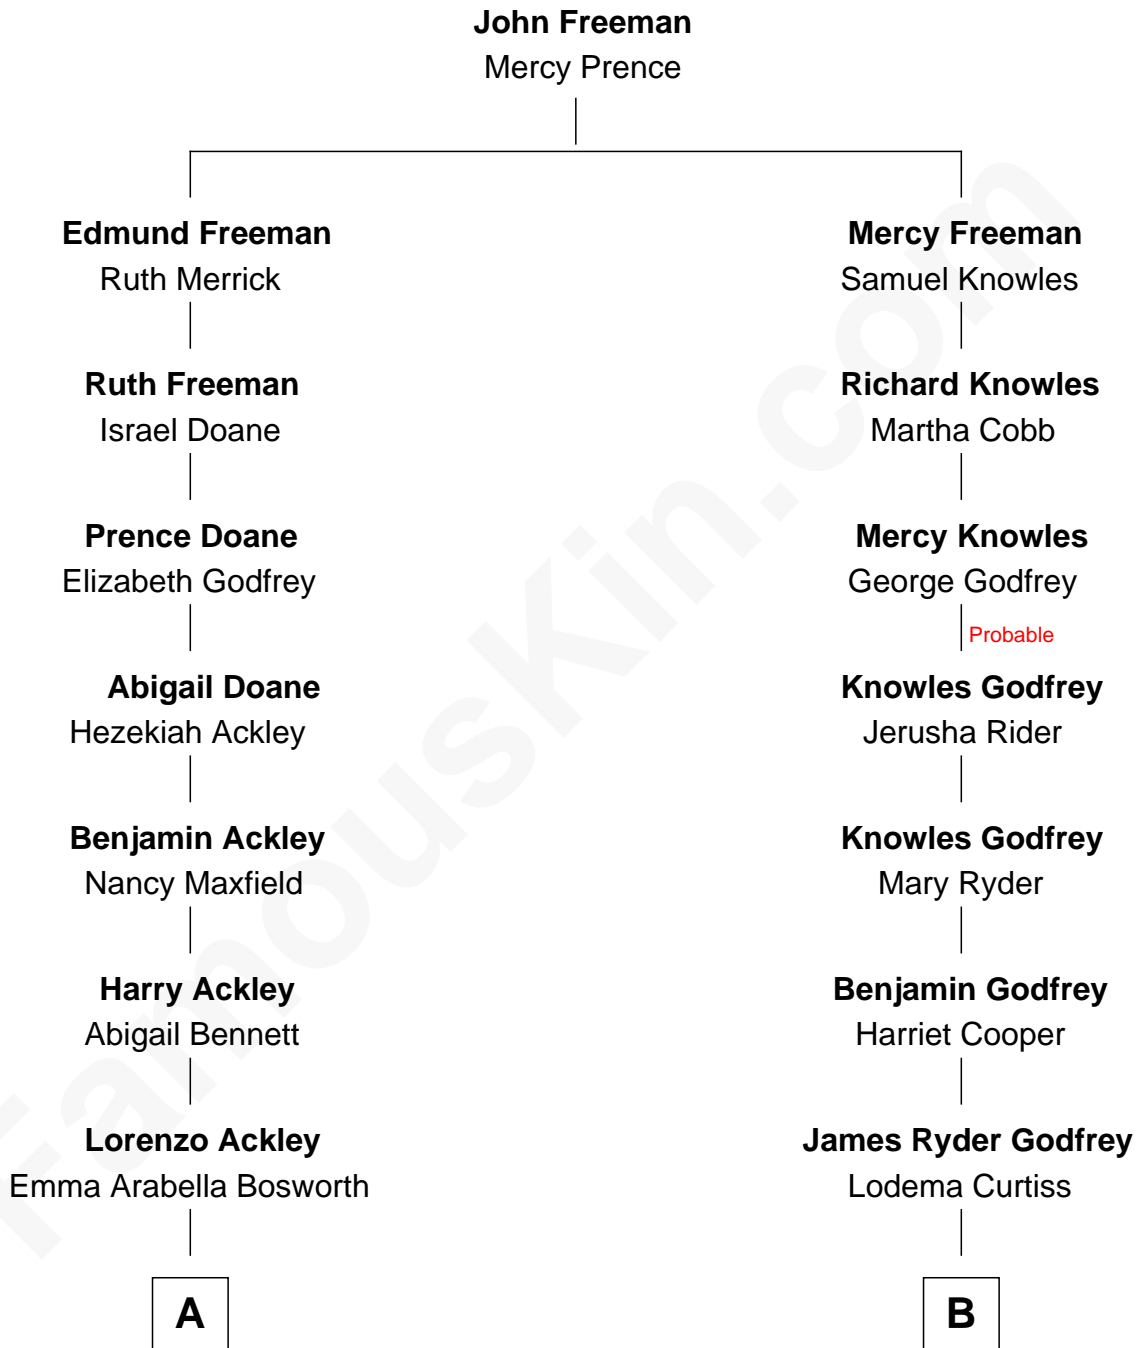 John Freeman
Mercy Prence
Edmund Freeman
Ruth Merrick
Mercy Freeman
Samuel Knowles
Ruth Freeman
Israel Doane
Richard Knowles
Martha Cobb
Prence Doane
Elizabeth Godfrey
Mercy Knowles
George Godfrey
Probable
Abigail Doane
Hezekiah Ackley
Knowles Godfrey
Jerusha Rider
Benjamin Ackley
Nancy Maxfield
Knowles Godfrey
Mary Ryder
Harry Ackley
Abigail Bennett
Benjamin Godfrey
Harriet Cooper
Lorenzo Ackley
Emma Arabella Bosworth
James Ryder Godfrey
Lodema Curtiss
A
B
FamousKin.com